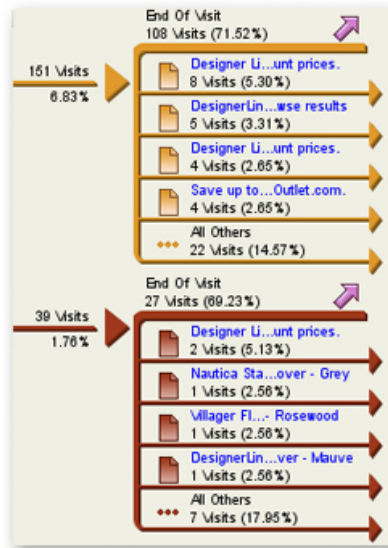 End Of Visit
108 Visits (71.52%)
151 Visits
6.83%
Designer Li...unt prices.
8 Visits (5.30%)
DesignerLin...wse results
5 Visits (3.31%)
Designer Li...unt prices.
4 Visits (2.65%)
Save up to...Outlet.com.
4 Visits (2.65%)
All Others
22 Visits (14.57%)
End Of Visit
27 Visits (69.23%)
39 Visits
1.76%
Designer Li...unt prices.
2 Visits (5.13%)
Nautica Sta...over - Grey
1 Visits (2.56%)
Villager Fl...- Rosewood
1 Visits (2.56%)
DesignerLin...ver - Mauve
1 Visits (2.56%)
All Others
7 Visits (17.95%)